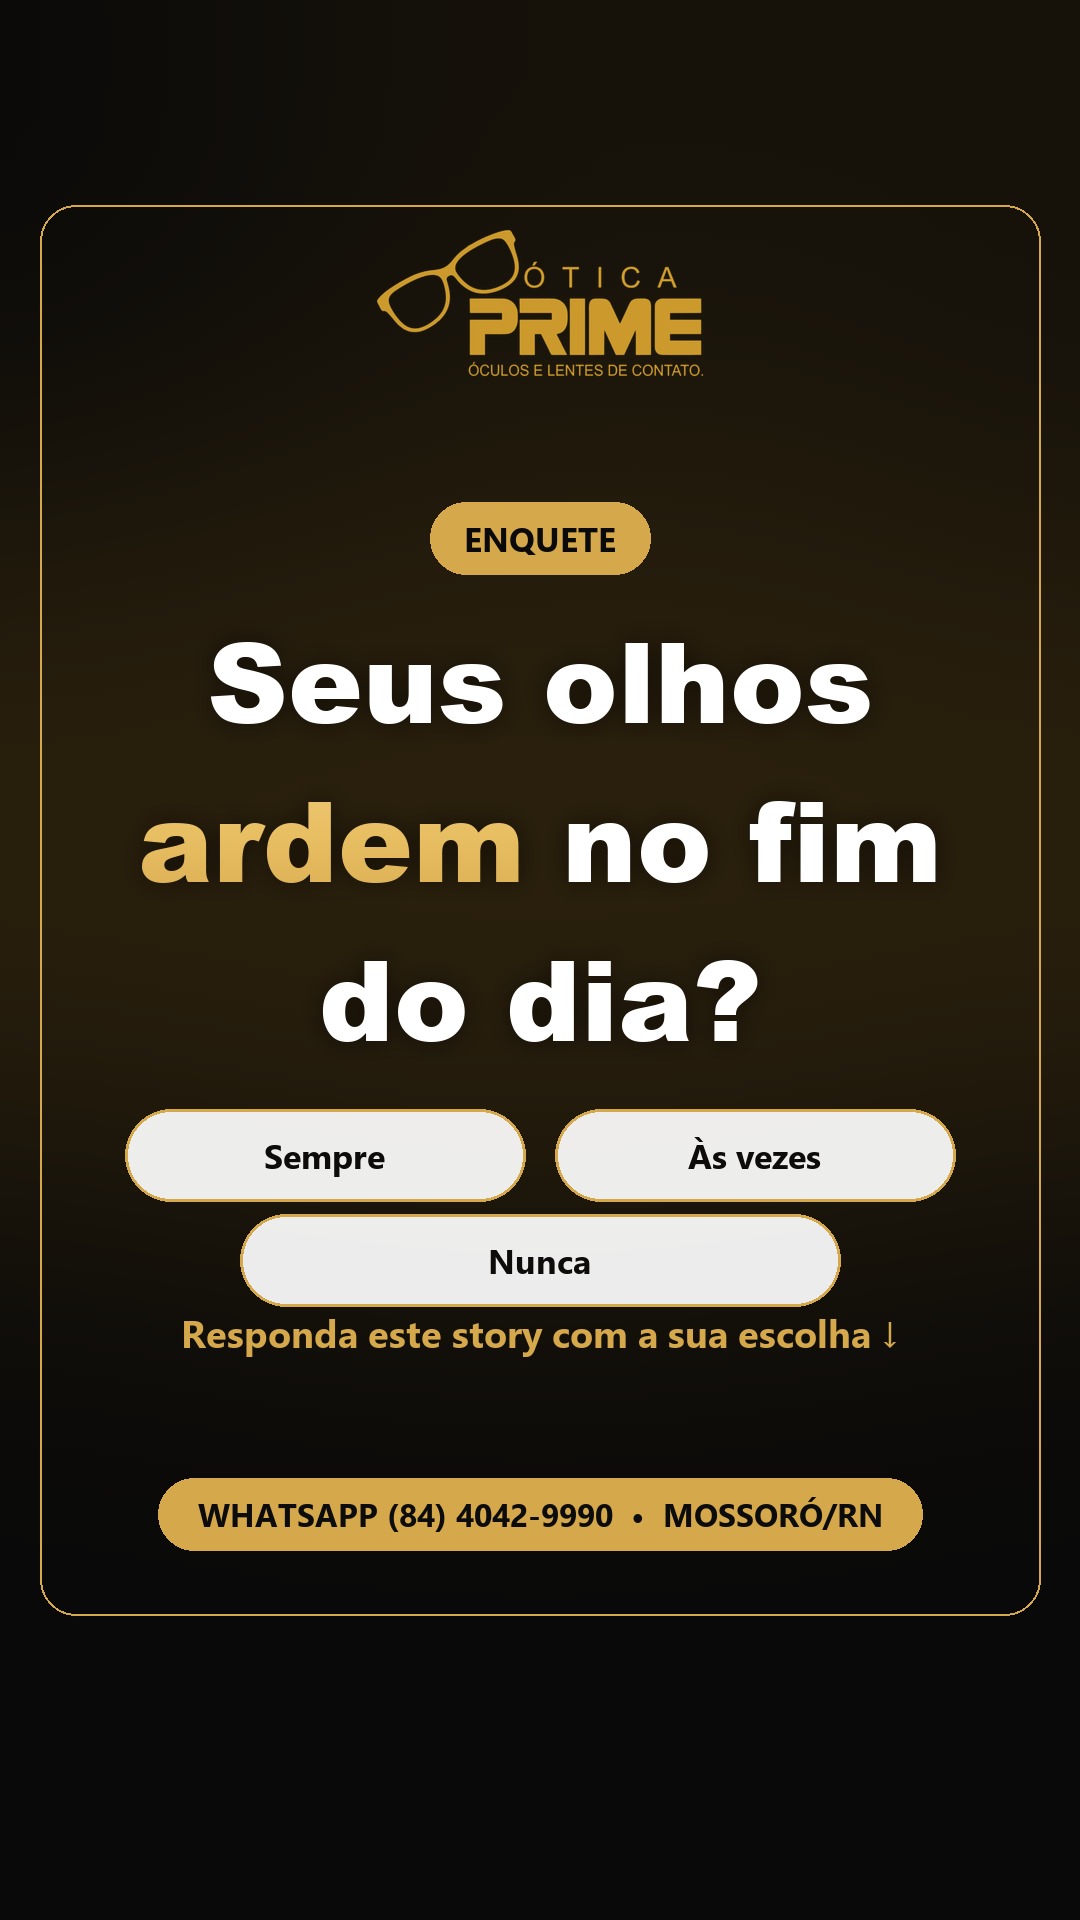 ÓTICA
PRIME
ÓCULOS E LENTES DE CONTATO.
ENQUETE
Seus olhos
ardem no fim
do dia?
Sempre
Às vezes
Nunca
Responda este story com a sua escolha ↓
WHATSAPP (84) 4042-9990 • MOSSORÓ/RN